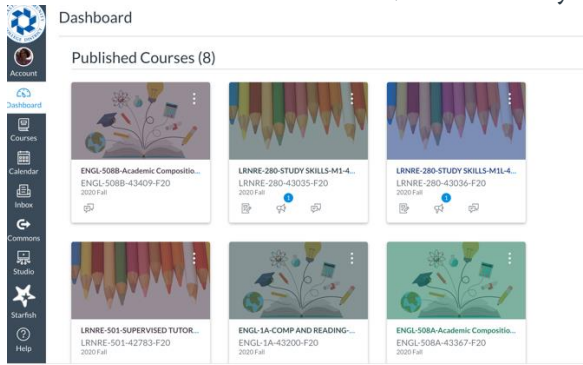 Dashboard
Published Courses (8)
Account
Dashboard
Courses
Calendar
Inbox
Commons
Studio
Starfish
Help
ENGL-508B-Academic Compositio...
ENGL-508B-43409-F20
2020 Fall
LRNRE-280-STUDY SKILLS-M1-4...
LRNRE-280-43035-F20
2020 Fall
1
LRNRE-280-STUDY SKILLS-M1L-4...
LRNRE-280-43036-F20
2020 Fall
1
LRNRE-501-SUPERVISED TUTOR...
LRNRE-501-42783-F20
2020 Fall
ENGL-1A-COMP AND READING-...
ENGL-1A-43200-F20
2020 Fall
ENGL-508A-Academic Compositio...
ENGL-508A-43367-F20
2020 Fall